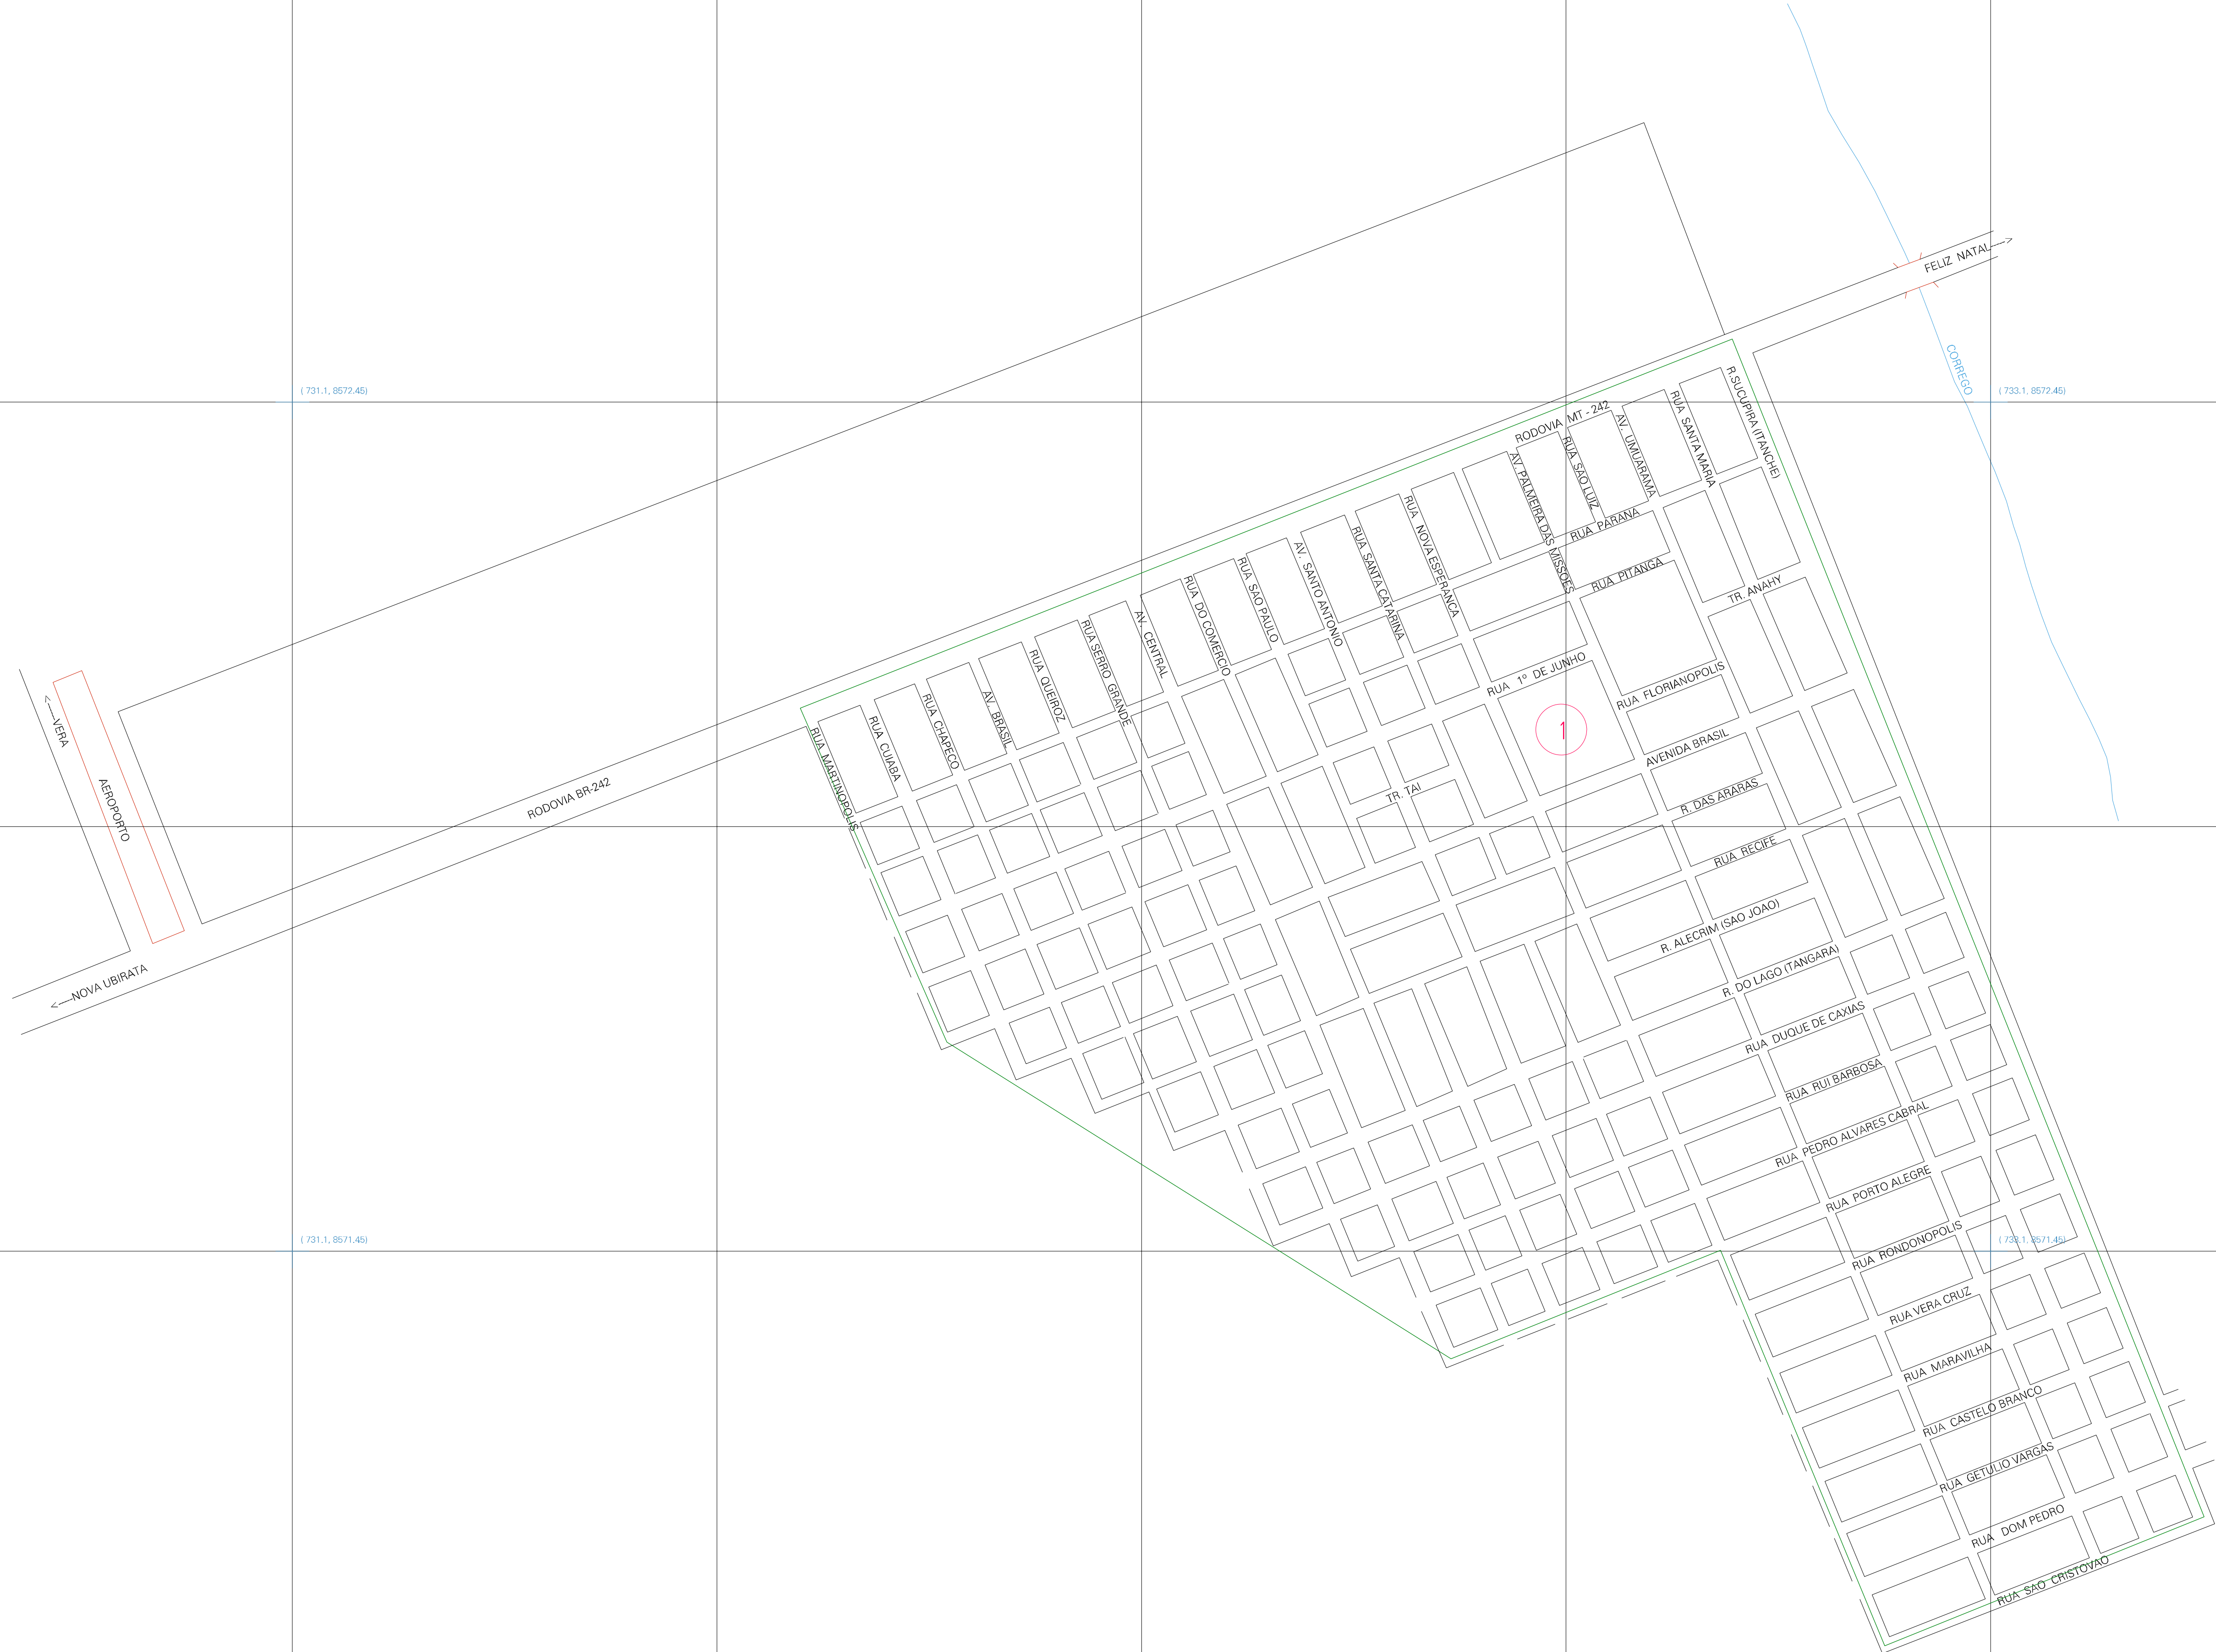 FELIZ NATAL---->
CORREGO
( 731.1, 8572.45)
( 733.1, 8572.45)
R.SUCUPIRA (ITANCHE)
RUA SANTA MARIA
AV. UMUARAMA
RODOVIA MT - 242
RUA SAO LUIZ
AV. PALMEIRA DAS MISSOES
RUA NOVA ESPERANCA
RUA SANTA CATARINA
AV. SANTO ANTONIO
RUA SAO PAULO
RUA DO COMERCIO
AV. CENTRAL
RUA SERRO GRANDE
RUA QUEIROZ
AV. BRASIL
RUA CHAPECO
RUA CUIABA
RUA MARTINOPOLIS
RUA PARANA
RUA PITANGA
TR. ANAHY
RUA 1º DE JUNHO
RUA FLORIANOPOLIS
1
AVENIDA BRASIL
TR. TAI
R. DAS ARARAS
RUA RECIFE
<----VERA
AEROPORTO
RODOVIA BR-242
<----NOVA UBIRATA
R. ALECRIM (SAO JOAO)
R. DO LAGO (TANGARA)
RUA DUQUE DE CAXIAS
RUA RUI BARBOSA
RUA PEDRO ALVARES CABRAL
RUA PORTO ALEGRE
RUA RONDONOPOLIS
( 731.1, 8571.45)
( 733.1, 8571.45)
RUA VERA CRUZ
RUA MARAVILHA
RUA CASTELO BRANCO
RUA GETULIO VARGAS
RUA DOM PEDRO
RUA SAO CRISTOVAO